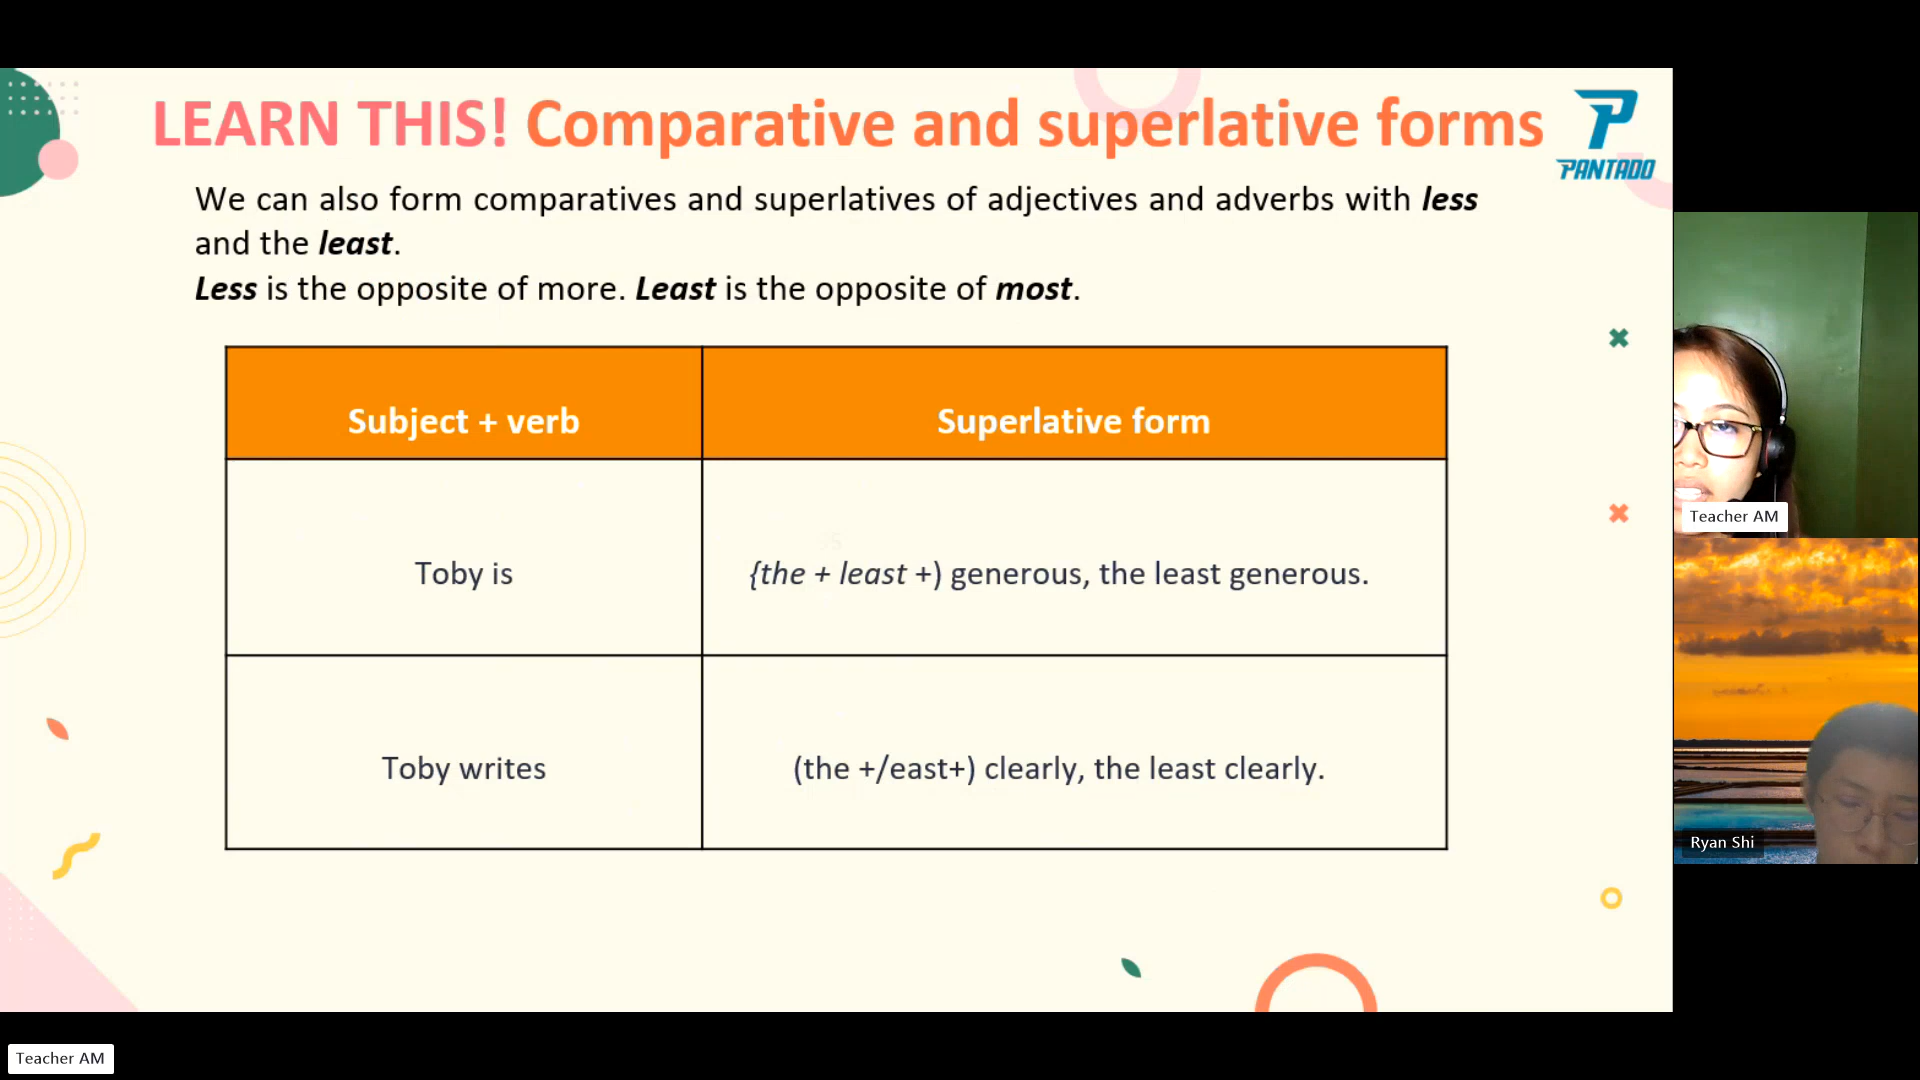 LEARN THIS! Comparative and superlative forms
PANTADO
We can also form comparatives and superlatives of adjectives and adverbs with less
and the least.
Less is the opposite of more. Least is the opposite of most.
Subject + verb
Superlative form
Toby is
{the + least +) generous, the least generous.
Toby writes
(the +/east+) clearly, the least clearly.
Teacher AM
Ryan Shi
Teacher AM